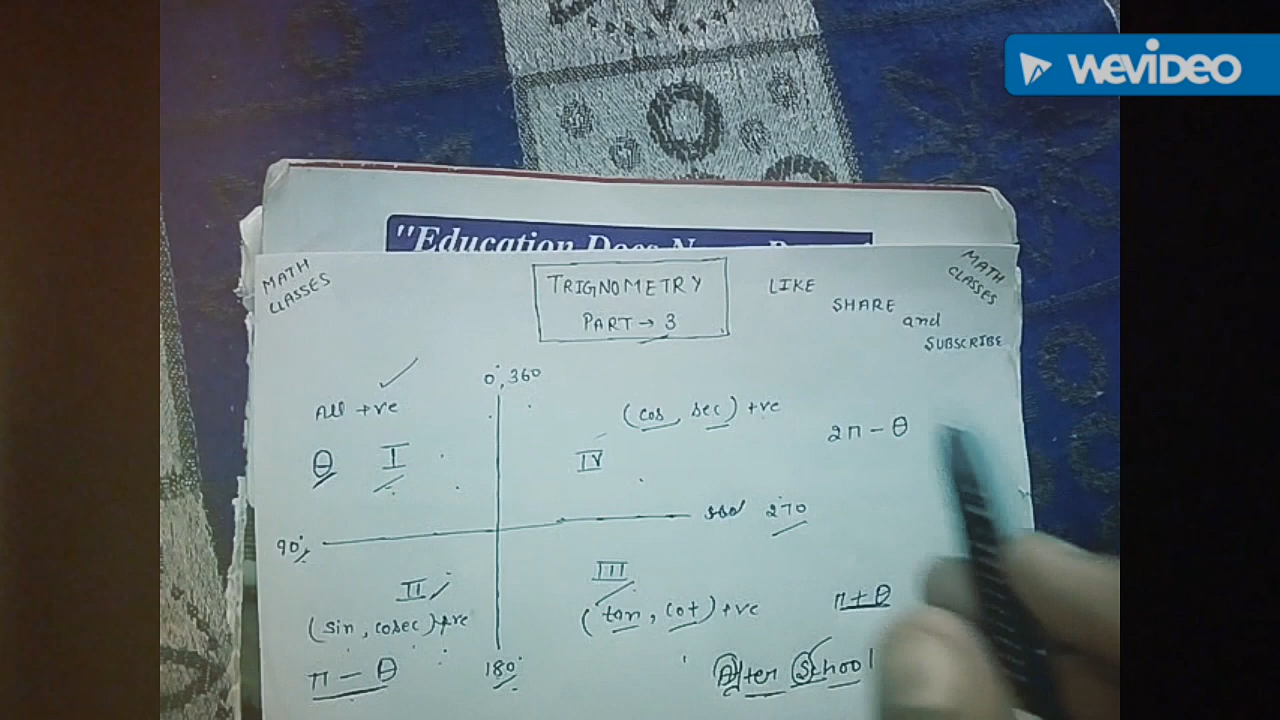 WEVIDEO
"Education Does N
MATH
CLASSES
TRIGNOMETRY
PART → 3
LIKE
SHARE
and
SUBSCRIBE
MATH
CLASSES
0°, 360
All +ve
(cos, sec) +ve
θ I
IV
2π - θ
90°
270
II
III
(sin, cosec) +ve
(tan, cot) +ve
π + θ
π - θ
180°
After School